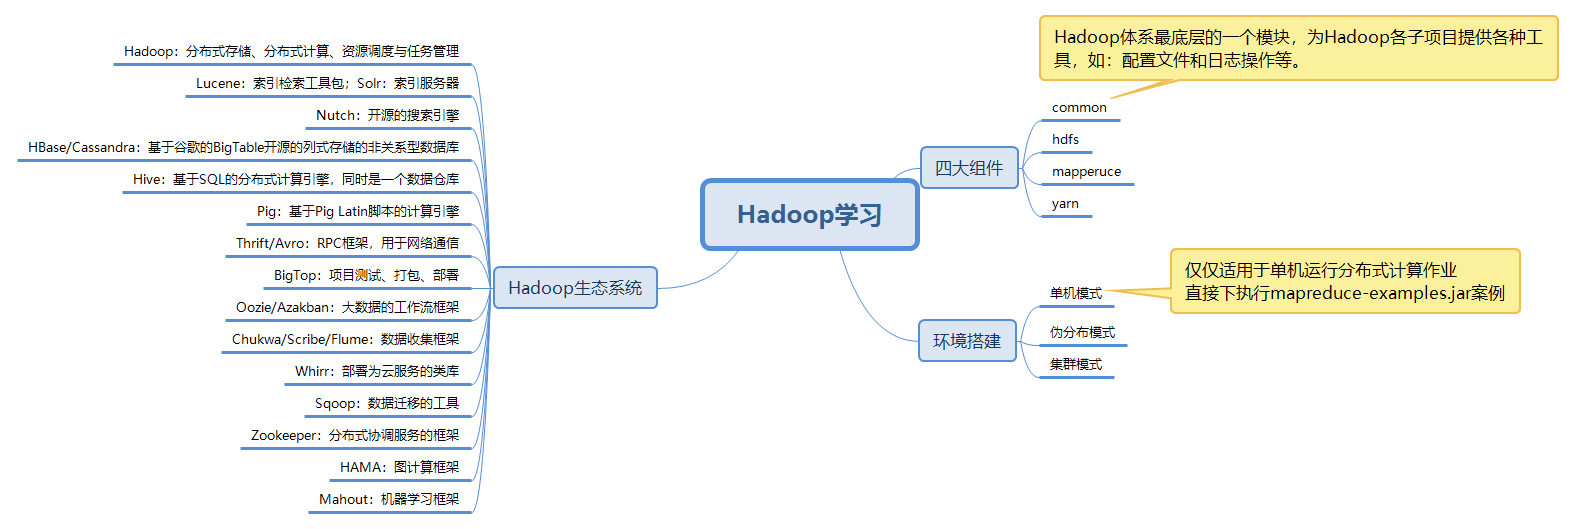 Hadoop学习
四大组件
Hadoop体系最底层的一个模块，为Hadoop各子项目提供各种工
具，如：配置文件和日志操作等。
common
hdfs
mapperuce
yarn
环境搭建
仅仅适用于单机运行分布式计算作业
直接下执行mapreduce-examples.jar案例
单机模式
伪分布模式
集群模式
Hadoop生态系统
Hadoop：分布式存储、分布式计算、资源调度与任务管理
Lucene：索引检索工具包；Solr：索引服务器
Nutch：开源的搜索引擎
HBase/Cassandra：基于谷歌的BigTable开源的列式存储的非关系型数据库
Hive：基于SQL的分布式计算引擎，同时是一个数据仓库
Pig：基于Pig Latin脚本的计算引擎
Thrift/Avro：RPC框架，用于网络通信
BigTop：项目测试、打包、部署
Oozie/Azakban：大数据的工作流框架
Chukwa/Scribe/Flume：数据收集框架
Whirr：部署为云服务的类库
Sqoop：数据迁移的工具
Zookeeper：分布式协调服务的框架
HAMA：图计算框架
Mahout：机器学习框架